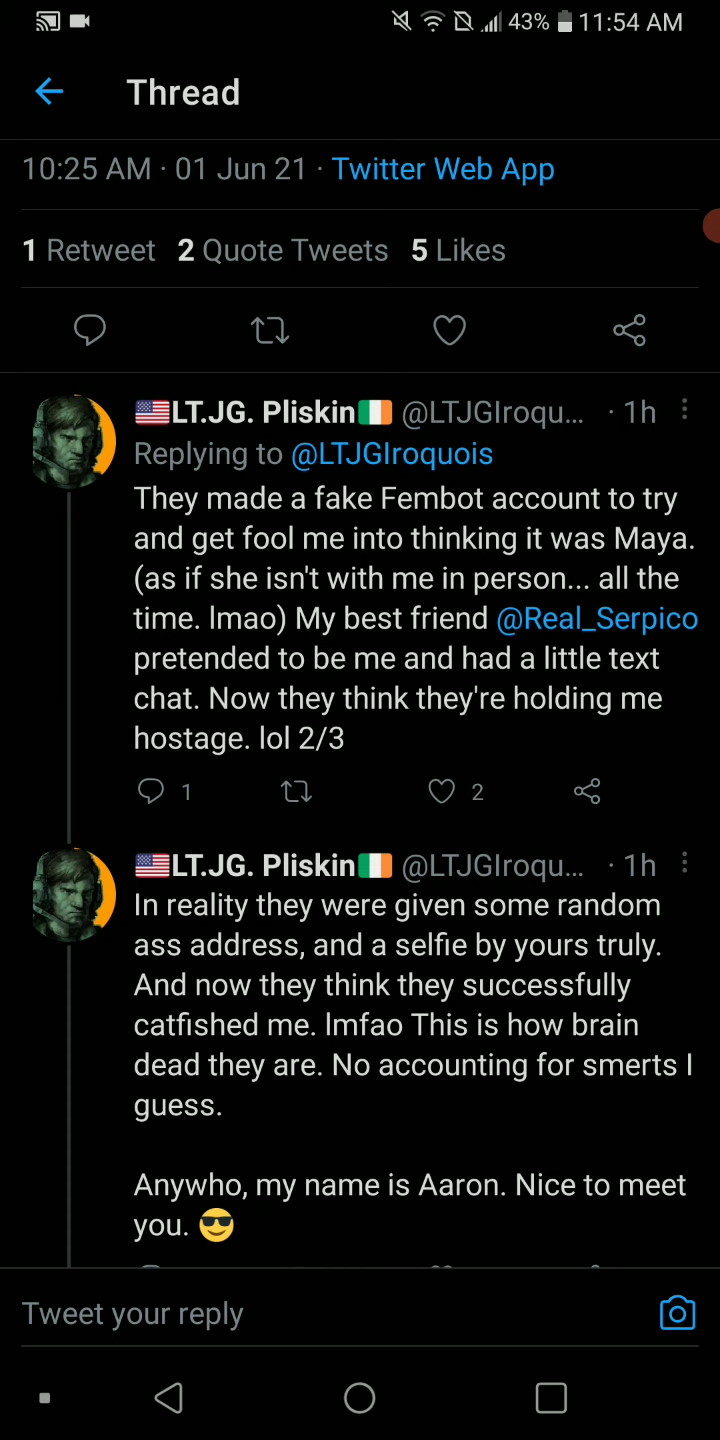 43% 11:54 AM
Thread
10:25 AM · 01 Jun 21 · Twitter Web App
1 Retweet 2 Quote Tweets 5 Likes
🇺🇸LT.JG. Pliskin🇮🇪 @LTJGIroqu... · 1h
Replying to @LTJGIroquois
They made a fake Fembot account to try
and get fool me into thinking it was Maya.
(as if she isn't with me in person... all the
time. lmao) My best friend @Real_Serpico
pretended to be me and had a little text
chat. Now they think they're holding me
hostage. lol 2/3
1 2
🇺🇸LT.JG. Pliskin🇮🇪 @LTJGIroqu... · 1h
In reality they were given some random
ass address, and a selfie by yours truly.
And now they think they successfully
catfished me. lmfao This is how brain
dead they are. No accounting for smerts I
guess.
Anywho, my name is Aaron. Nice to meet
you. 😎
Tweet your reply